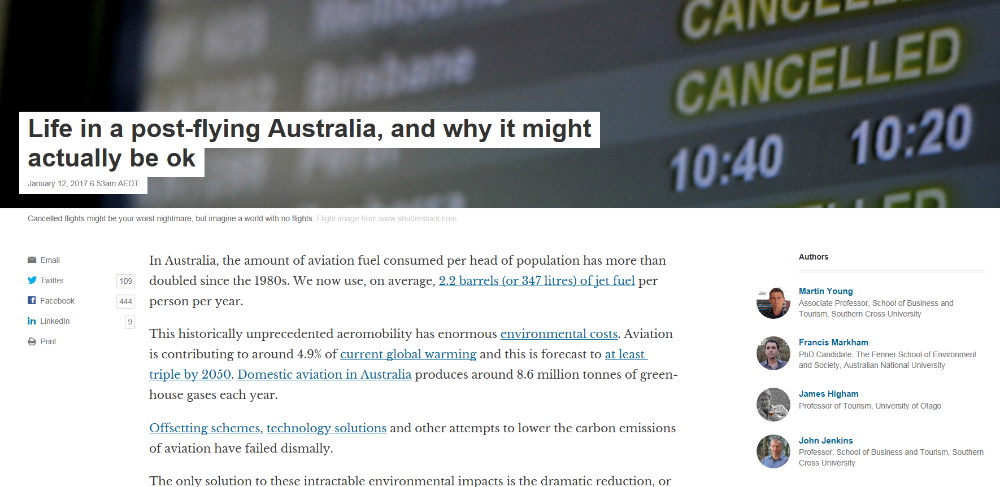 Melbourne
CANCELLED
Brisbane
CANCELLED
10:40
10:20
Life in a post-flying Australia, and why it might
actually be ok
January 12, 2017 6.53am AEDT
Cancelled flights might be your worst nightmare, but imagine a world with no flights. Flight image from www.shutterstock.com
Email
Twitter 109
Facebook 444
LinkedIn 9
Print
In Australia, the amount of aviation fuel consumed per head of population has more than
doubled since the 1980s. We now use, on average, 2.2 barrels (or 347 litres) of jet fuel per
person per year.
This historically unprecedented aeromobility has enormous environmental costs. Aviation
is contributing to around 4.9% of current global warming and this is forecast to at least
triple by 2050. Domestic aviation in Australia produces around 8.6 million tonnes of green-
house gases each year.
Offsetting schemes, technology solutions and other attempts to lower the carbon emissions
of aviation have failed dismally.
The only solution to these intractable environmental impacts is the dramatic reduction, or
Authors
Martin Young
Associate Professor, School of Business and
Tourism, Southern Cross University
Francis Markham
PhD Candidate, The Fenner School of Environment
and Society, Australian National University
James Higham
Professor of Tourism, University of Otago
John Jenkins
Professor, School of Business and Tourism, Southern
Cross University